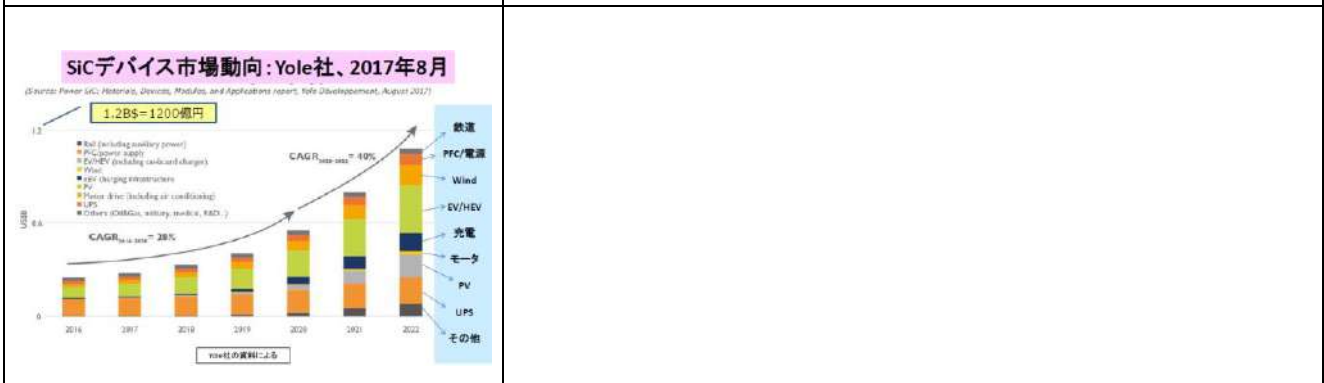 SiCデバイス市場動向:Yole社、2017年8月
(Source: Power SiC: Materials, Devices, Modules, and Applications report, Yole Développement, August 2017)
1.2B$=1200億円
1.2
Rail (including auxiliary power)
PFC/power supply
EV/HEV (including on-board charger)
Wind
xEV charging infrastructure
PV
Motor drive (including air conditioning)
UPS
Others (Oil&Gas, military, medical, R&D...)
CAGR = 40%
US$B
0.6
CAGR = 28%
0
2016
2017
2018
2019
2020
2021
2022
鉄道
PFC/電源
Wind
EV/HEV
充電
モータ
PV
UPS
その他
Yole社の資料による